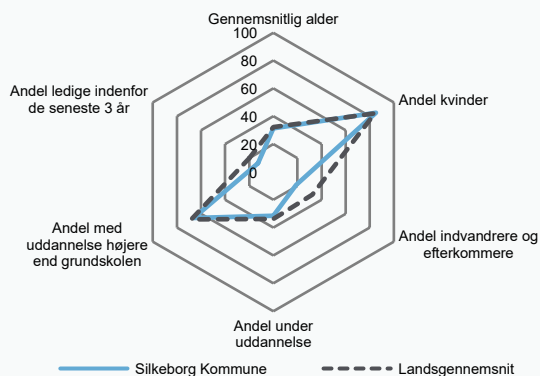 Gennemsnitlig alder
100
80
60
40
20
0
Andel kvinder
Andel indvandrere og
efterkommere
Andel under
uddannelse
Andel med
uddannelse højere
end grundskolen
Andel ledige indenfor
de seneste 3 år
Silkeborg Kommune
Landsgennemsnit